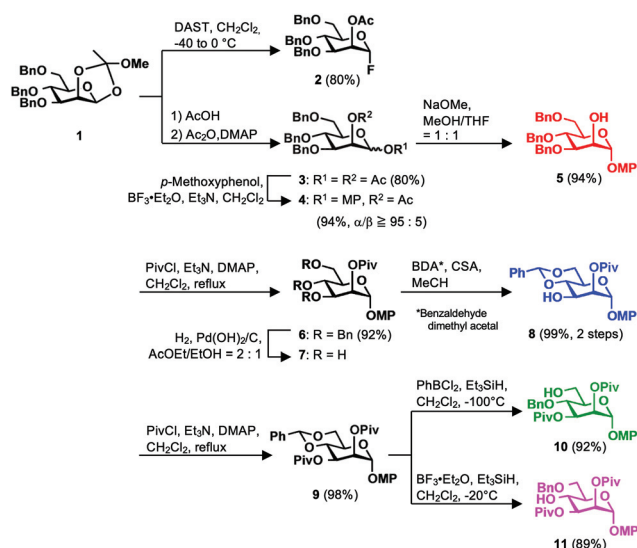 DAST, CH2Cl2,
-40 to 0 °C
BnO
OAc
BnO
BnO
F
2 (80%)
OMe
BnO
O
BnO
BnO
O
O
1
1) AcOH
2) Ac2O,DMAP
BnO
OR2
BnO
BnO
OR1
NaOMe,
MeOH/THF
= 1 : 1
BnO
OH
BnO
BnO
OMP
5 (94%)
p-Methoxyphenol,
BF3•Et2O, Et3N, CH2Cl2
3: R1 = R2 = Ac (80%)
4: R1 = MP, R2 = Ac
(94%, α/β ≧ 95 : 5)
PivCl, Et3N, DMAP,
CH2Cl2, reflux
RO
OPiv
RO
RO
OMP
BDA*, CSA,
MeCH
*Benzaldehyde
dimethyl acetal
Ph
O
OPiv
O
HO
OMP
8 (99%, 2 steps)
H2, Pd(OH)2/C,
AcOEt/EtOH = 2 : 1
6: R = Bn (92%)
7: R = H
PivCl, Et3N, DMAP,
CH2Cl2, reflux
Ph
O
OPiv
O
PivO
OMP
9 (98%)
PhBCl2, Et3SiH,
CH2Cl2, -100°C
HO
OPiv
BnO
PivO
OMP
10 (92%)
BF3•Et2O, Et3SiH,
CH2Cl2, -20°C
BnO
OPiv
HO
PivO
OMP
11 (89%)